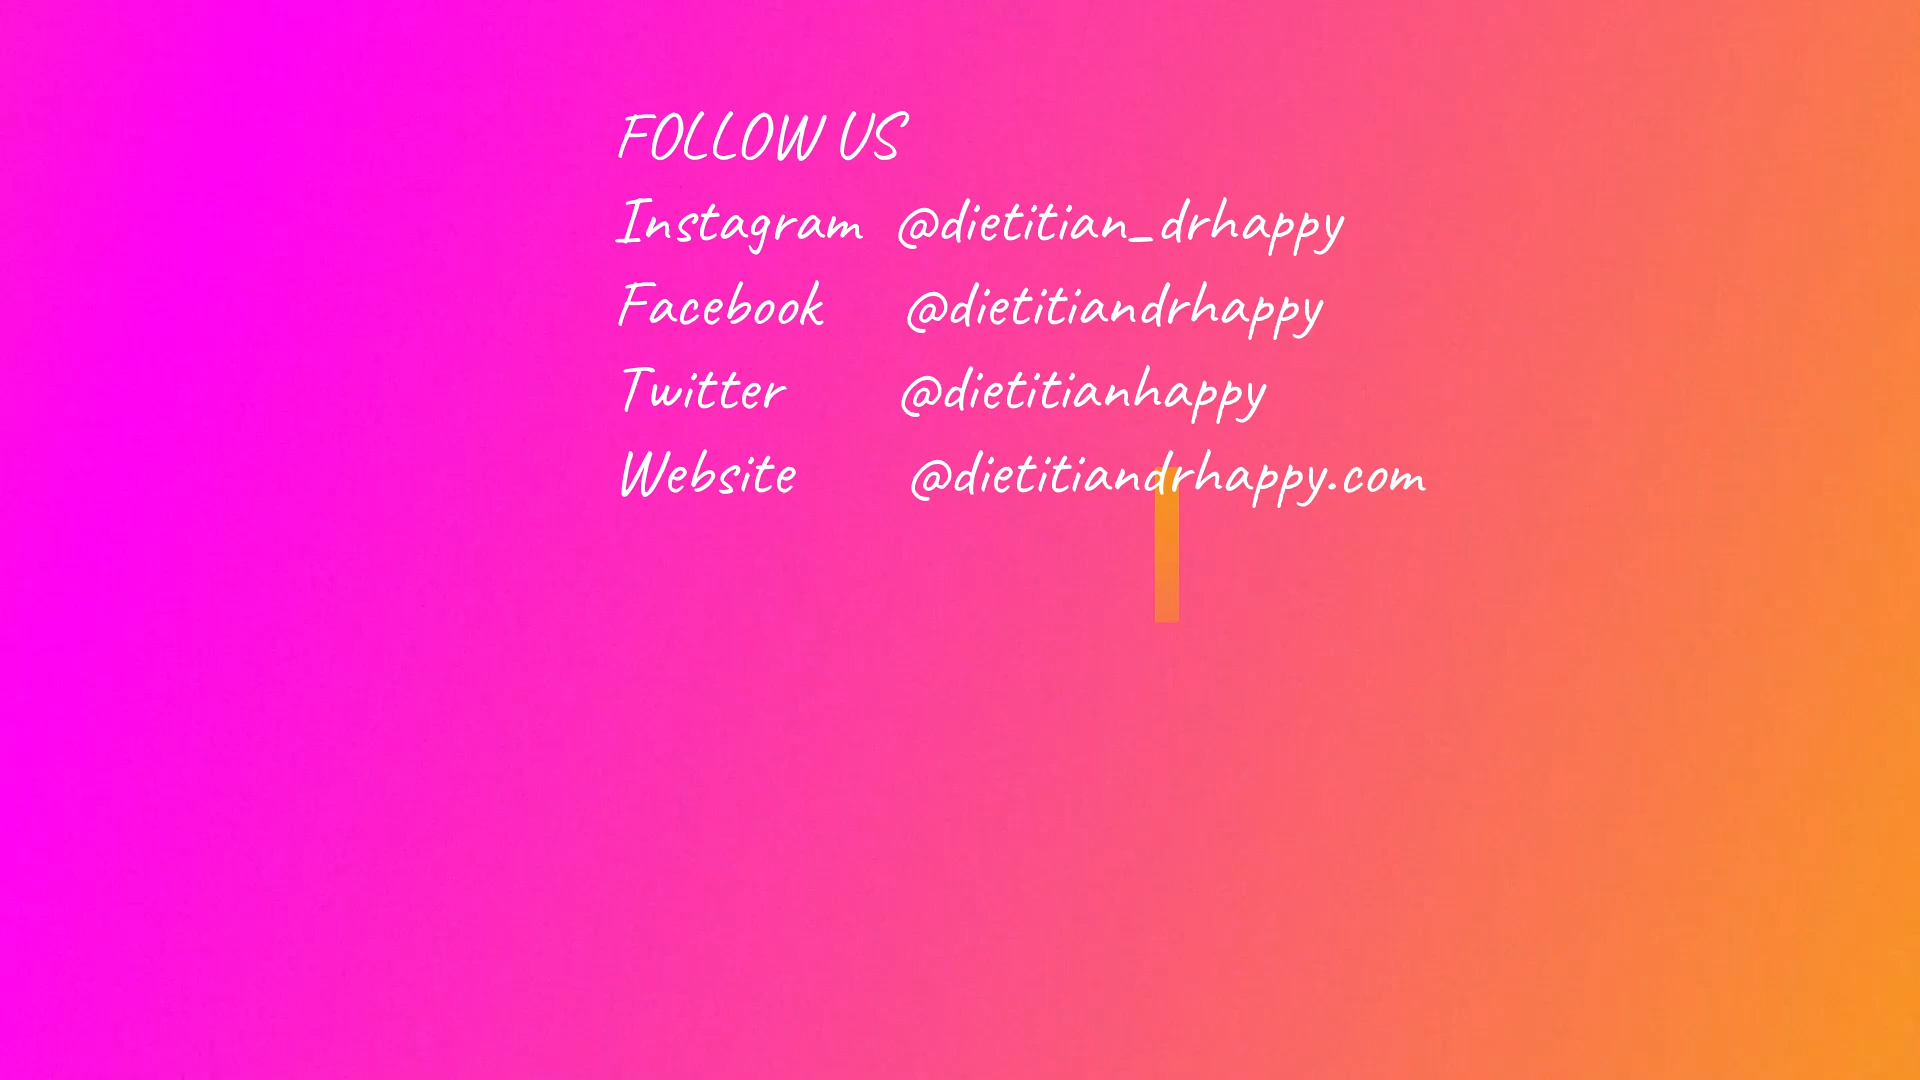 FOLLOW US
Instagram @dietitian_drhappy
Facebook @dietitiandrhappy
Twitter @dietitianhappy
Website @dietitiandrhappy.com